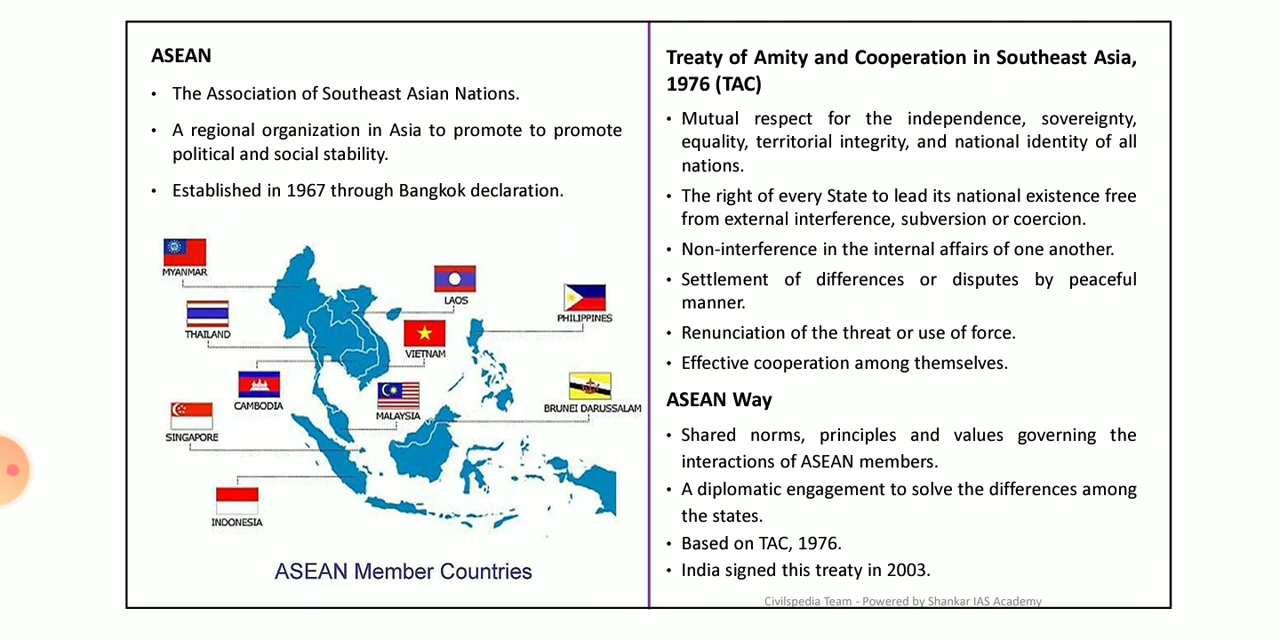 ASEAN
• The Association of Southeast Asian Nations.
• A regional organization in Asia to promote to promote
political and social stability.
• Established in 1967 through Bangkok declaration.
MYANMAR
LAOS
PHILIPPINES
THAILAND
VIETNAM
CAMBODIA
MALAYSIA
BRUNEI DARUSSALAM
SINGAPORE
INDONESIA
ASEAN Member Countries
Treaty of Amity and Cooperation in Southeast Asia,
1976 (TAC)
• Mutual respect for the independence, sovereignty,
equality, territorial integrity, and national identity of all
nations.
• The right of every State to lead its national existence free
from external interference, subversion or coercion.
• Non-interference in the internal affairs of one another.
• Settlement of differences or disputes by peaceful
manner.
• Renunciation of the threat or use of force.
• Effective cooperation among themselves.
ASEAN Way
• Shared norms, principles and values governing the
interactions of ASEAN members.
• A diplomatic engagement to solve the differences among
the states.
• Based on TAC, 1976.
• India signed this treaty in 2003.
Civilspedia Team - Powered by Shankar IAS Academy